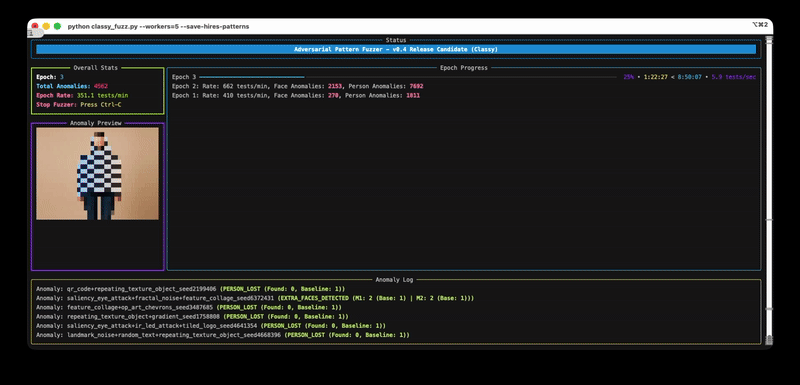 python classy_fuzz.py --workers=5 --save-hires-patterns
⌥⌘2
Status
Adversarial Pattern Fuzzer - v0.4 Release Candidate (Classy)
Overall Stats
Epoch: 3
Total Anomalies: 4562
Epoch Rate: 351.1 tests/min
Stop Fuzzer: Press Ctrl-C
Anomaly Preview
Epoch Progress
Epoch 3 25% • 1:22:27 < 8:50:07 • 5.9 tests/sec
Epoch 2: Rate: 662 tests/min, Face Anomalies: 2153, Person Anomalies: 7692
Epoch 1: Rate: 410 tests/min, Face Anomalies: 270, Person Anomalies: 1811
Anomaly Log
Anomaly: qr_code+repeating_texture_object_seed2199406 (PERSON_LOST (Found: 0, Baseline: 1))
Anomaly: saliency_eye_attack+fractal_noise+feature_collage_seed6372431 (EXTRA_FACES_DETECTED (M1: 2 (Base: 1) | M2: 2 (Base: 1)))
Anomaly: feature_collage+op_art_chevrons_seed3487685 (PERSON_LOST (Found: 0, Baseline: 1))
Anomaly: repeating_texture_object+gradient_seed1758808 (PERSON_LOST (Found: 0, Baseline: 1))
Anomaly: saliency_eye_attack+ir_led_attack+tiled_logo_seed4641354 (PERSON_LOST (Found: 0, Baseline: 1))
Anomaly: landmark_noise+random_text+repeating_texture_object_seed4668396 (PERSON_LOST (Found: 0, Baseline: 1))